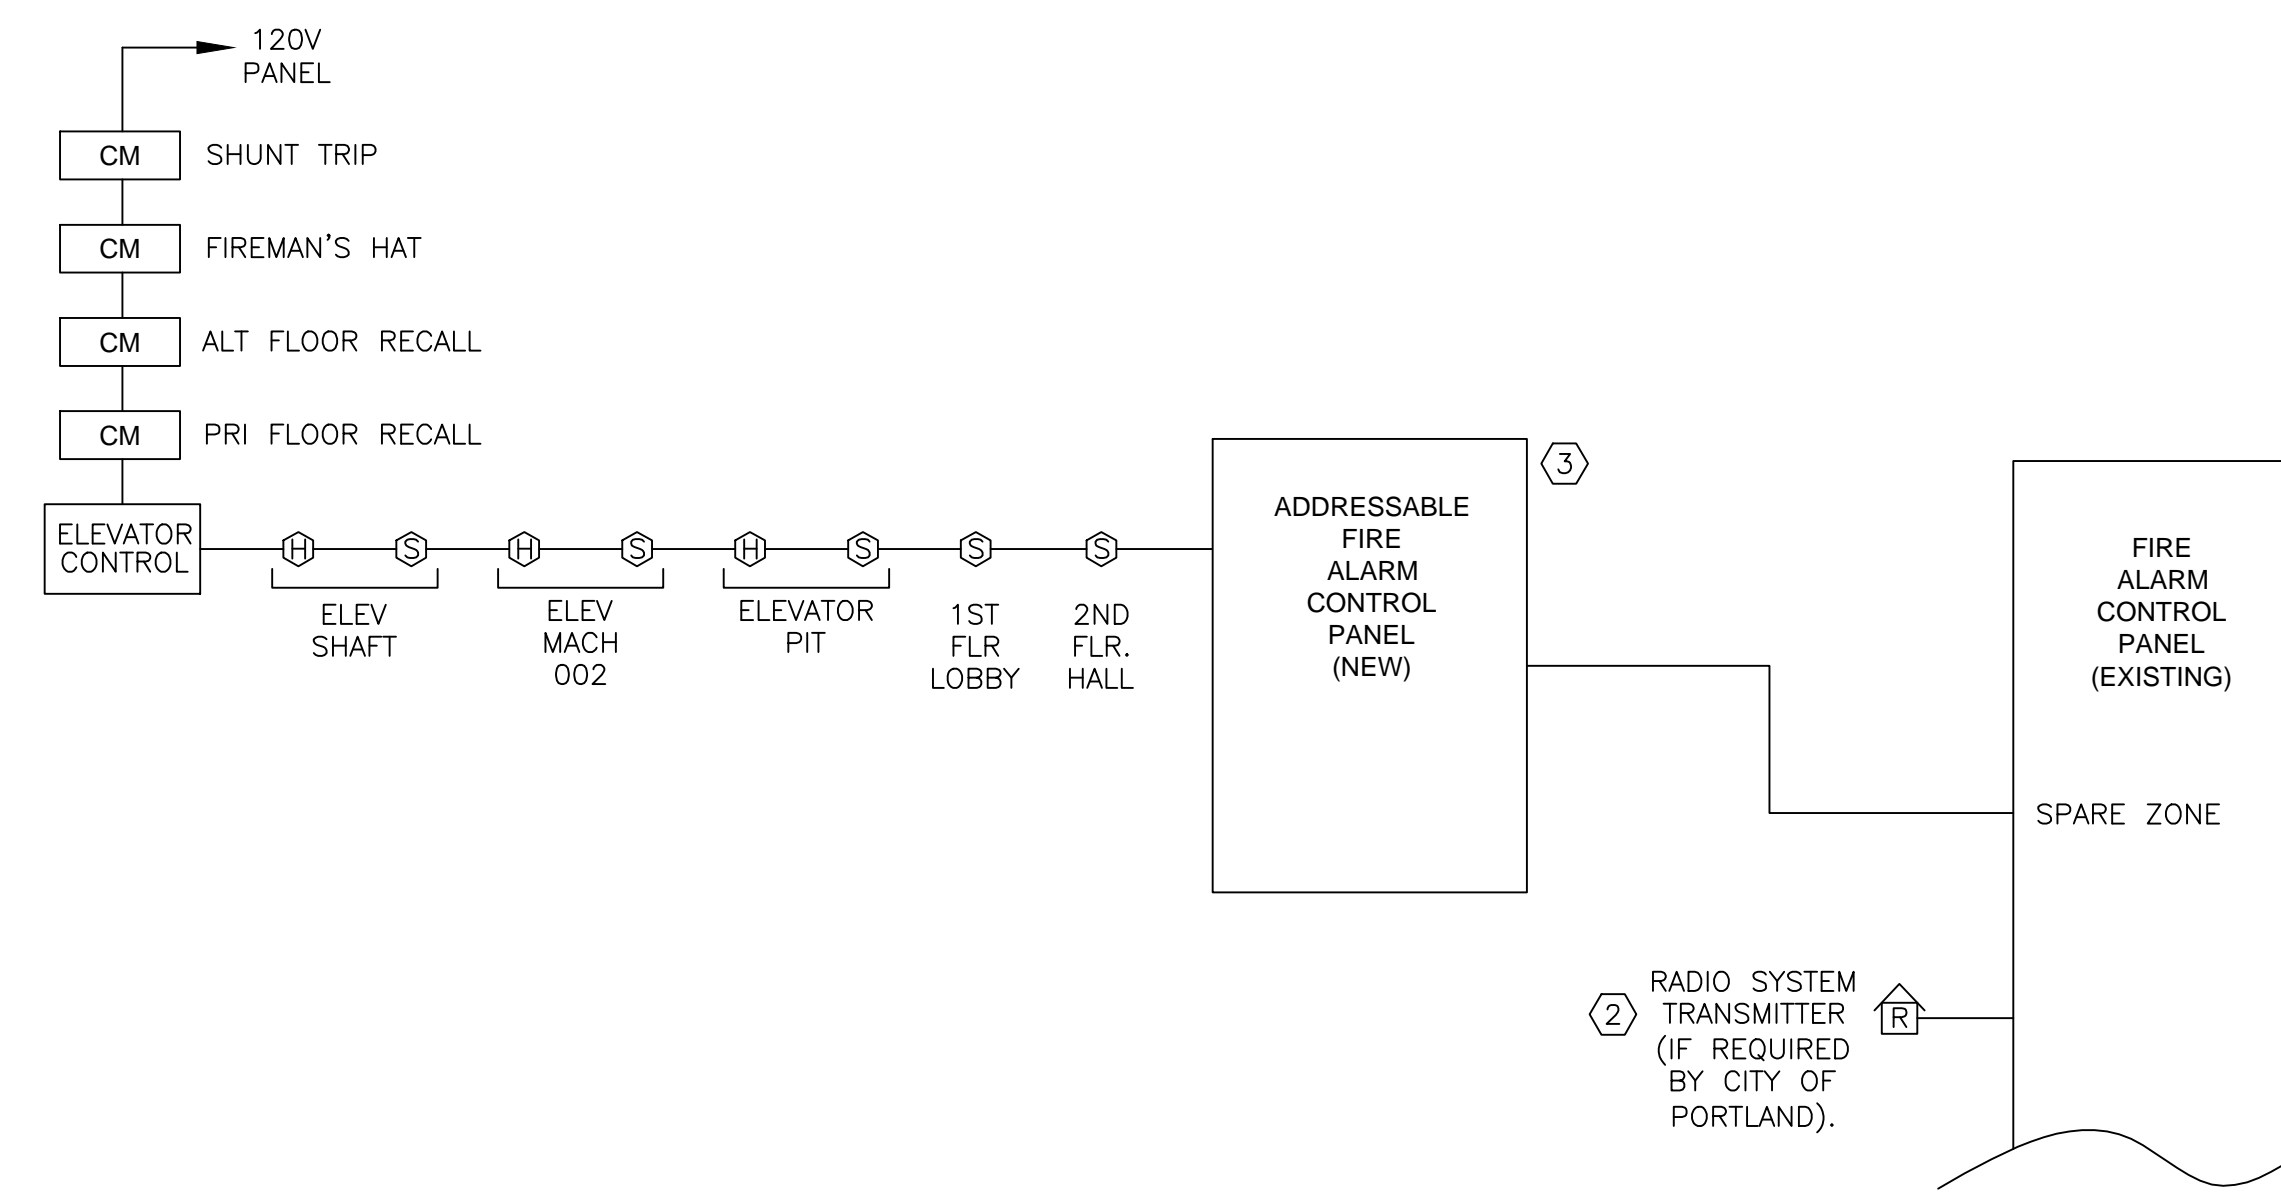 120V
PANEL
CM SHUNT TRIP
CM FIREMAN'S HAT
CM ALT FLOOR RECALL
CM PRI FLOOR RECALL
ELEVATOR
CONTROL
H S H S H S S S
ELEV
SHAFT
ELEV
MACH
002
ELEVATOR
PIT
1ST
FLR
LOBBY
2ND
FLR.
HALL
ADDRESSABLE
FIRE
ALARM
CONTROL
PANEL
(NEW)
3
FIRE
ALARM
CONTROL
PANEL
(EXISTING)
SPARE ZONE
2
RADIO SYSTEM
TRANSMITTER
(IF REQUIRED
BY CITY OF
PORTLAND).
R